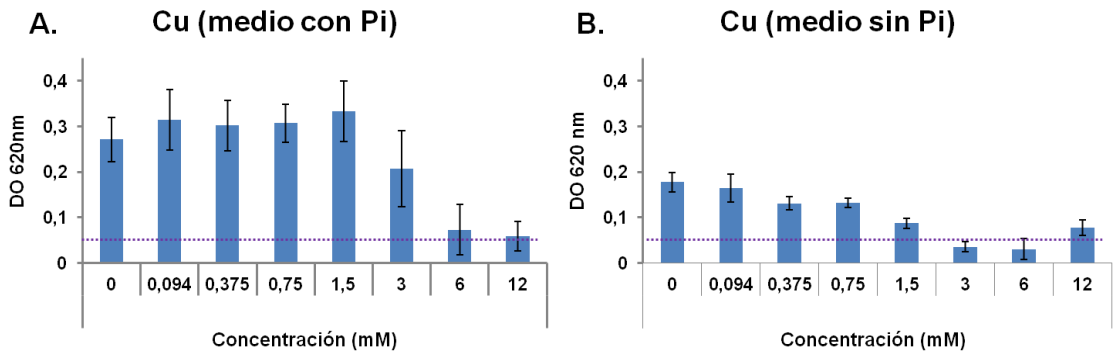 A.
Cu (medio con Pi)
DO 620nm
0,4
0,3
0,2
0,1
0
0 0,094 0,375 0,75 1,5 3 6 12
Concentración (mM)
B.
Cu (medio sin Pi)
DO 620 nm
0,4
0,3
0,2
0,1
0
0 0,094 0,375 0,75 1,5 3 6 12
Concentración (mM)